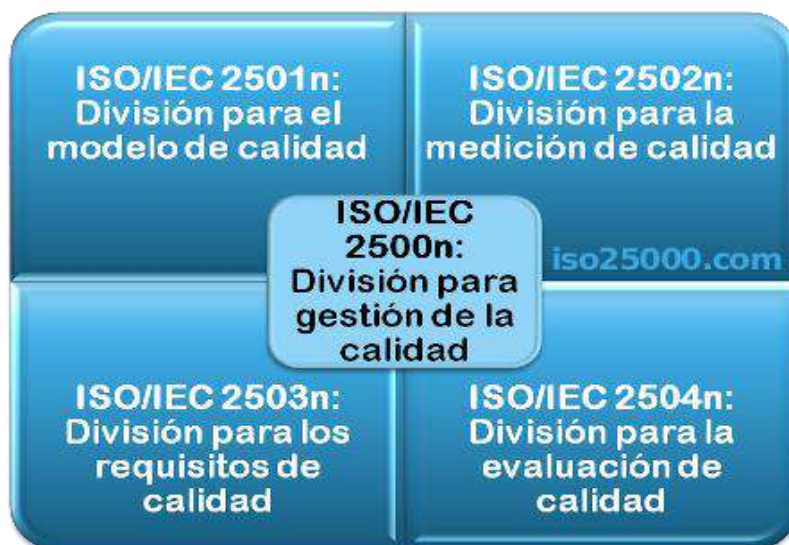 ISO/IEC 2501n:
División para el
modelo de calidad
ISO/IEC 2502n:
División para la
medición de calidad
ISO/IEC
2500n:
División para
gestión de la
calidad
iso25000.com
ISO/IEC 2503n:
División para los
requisitos de
calidad
ISO/IEC 2504n:
División para la
evaluación de
calidad